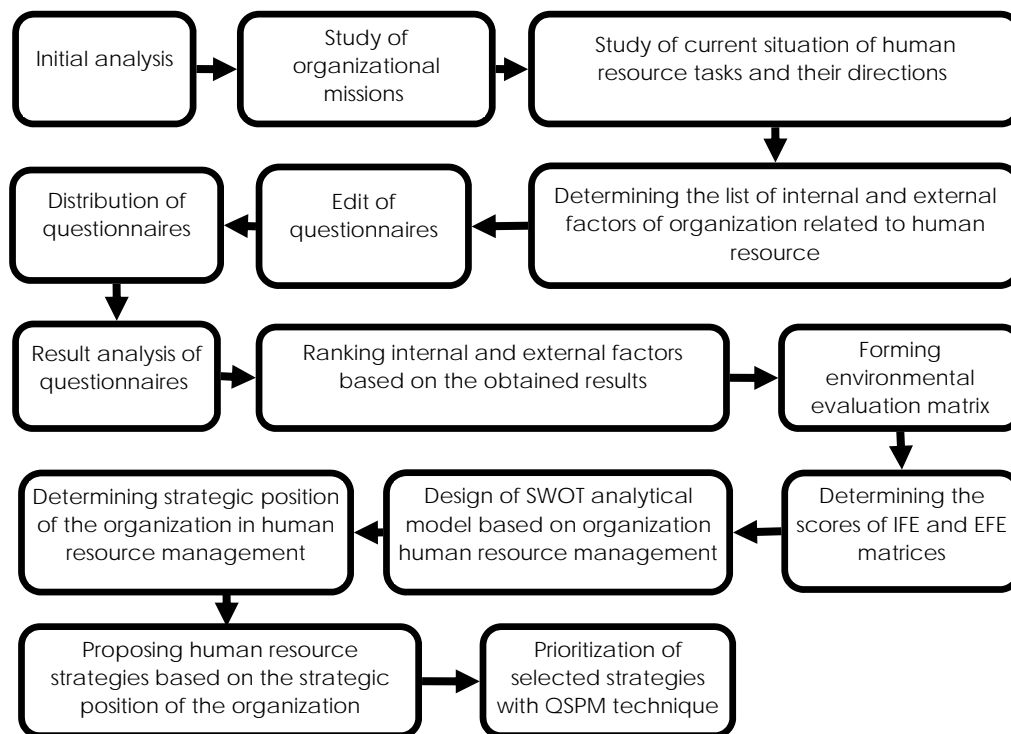 Initial analysis
Study of
organizational
missions
Study of current situation of human
resource tasks and their directions
Determining the list of internal and external
factors of organization related to human
resource
Edit of
questionnaires
Distribution of
questionnaires
Result analysis of
questionnaires
Ranking internal and external factors
based on the obtained results
Forming
environmental
evaluation matrix
Determining the
scores of IFE and EFE
matrices
Design of SWOT analytical
model based on organization
human resource management
Determining strategic position
of the organization in human
resource management
Proposing human resource
strategies based on the strategic
position of the organization
Prioritization of
selected strategies
with QSPM technique